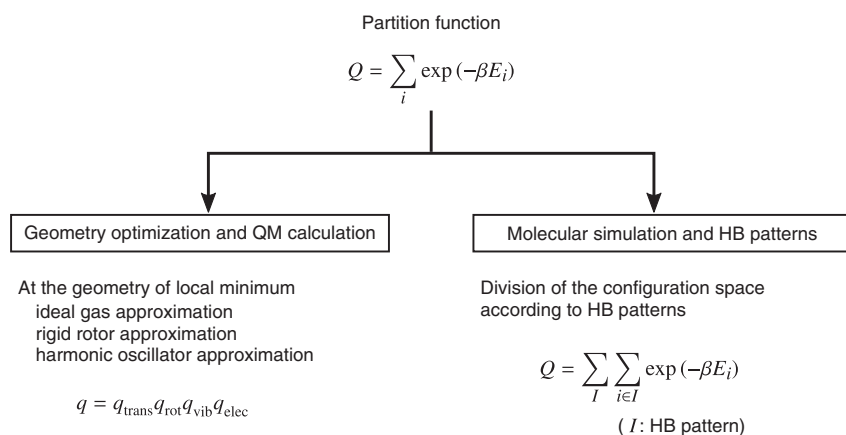 Partition function
Q = ∑_i exp (−βE_i)
Geometry optimization and QM calculation
At the geometry of local minimum
ideal gas approximation
rigid rotor approximation
harmonic oscillator approximation
q = q_trans q_rot q_vib q_elec
Molecular simulation and HB patterns
Division of the configuration space
according to HB patterns
Q = ∑_I ∑_{i∈I} exp (−βE_i)
( I : HB pattern)